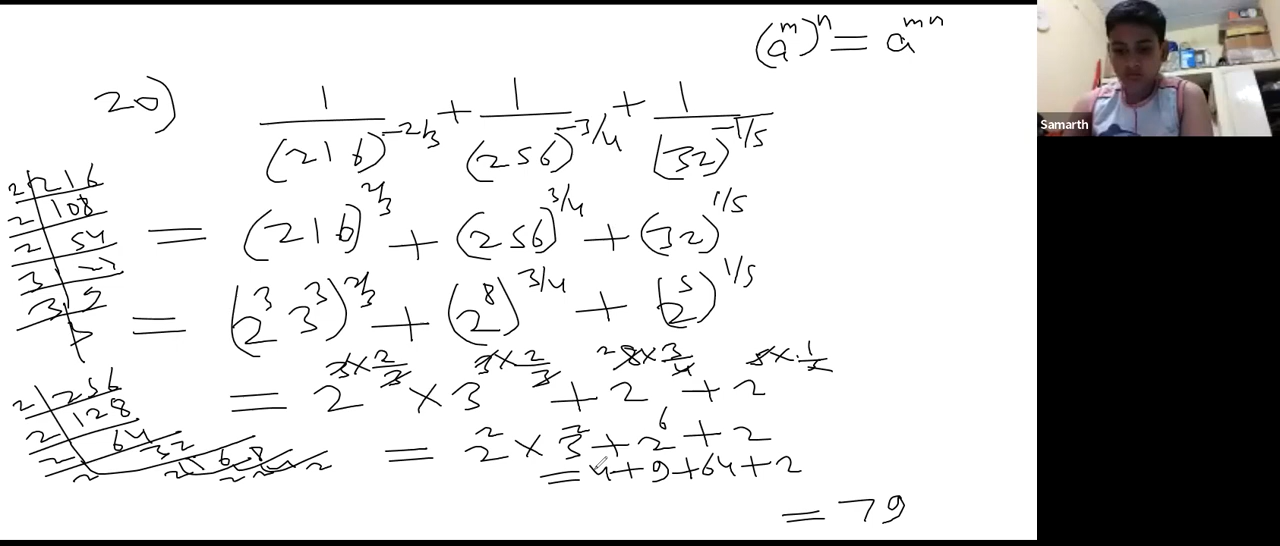 (a^m)^n = a^mn
20) 1/(216)^-2/3 + 1/(256)^-3/4 + 1/(32)^-1/5
= (216)^2/3 + (256)^3/4 + (32)^1/5
= (2^3 3^3)^2/3 + (2^8)^3/4 + (2^5)^1/5
= 2^3×2/3 × 3^3×2/3 + 2^8×3/4 + 2^5×1/5
= 2^2 × 3^2 + 2^6 + 2
= 4 + 9 + 64 + 2
= 79
2 216
2 108
2 54
3 27
3 9
2 256
2 128
2 64
2 32
Samarth